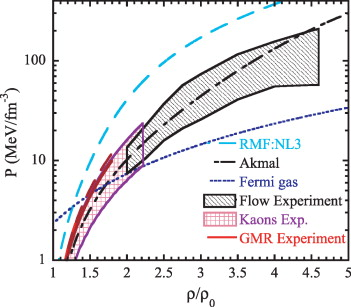 P (MeV/fm⁻³)
100
10
1
RMF:NL3
Akmal
Fermi gas
Flow Experiment
Kaons Exp.
GMR Experiment
1 1.5 2 2.5 3 3.5 4 4.5 5
ρ/ρ₀